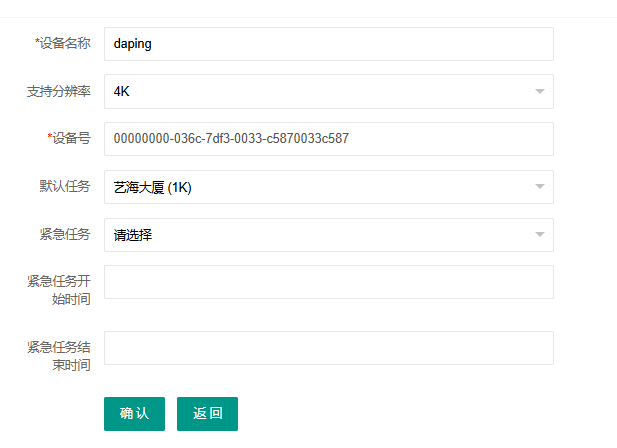 *设备名称 daping
支持分辨率 4K
*设备号 00000000-036c-7df3-0033-c5870033c587
默认任务 艺海大厦 (1K)
紧急任务 请选择
紧急任务开
始时间
紧急任务结
束时间
确认 返回